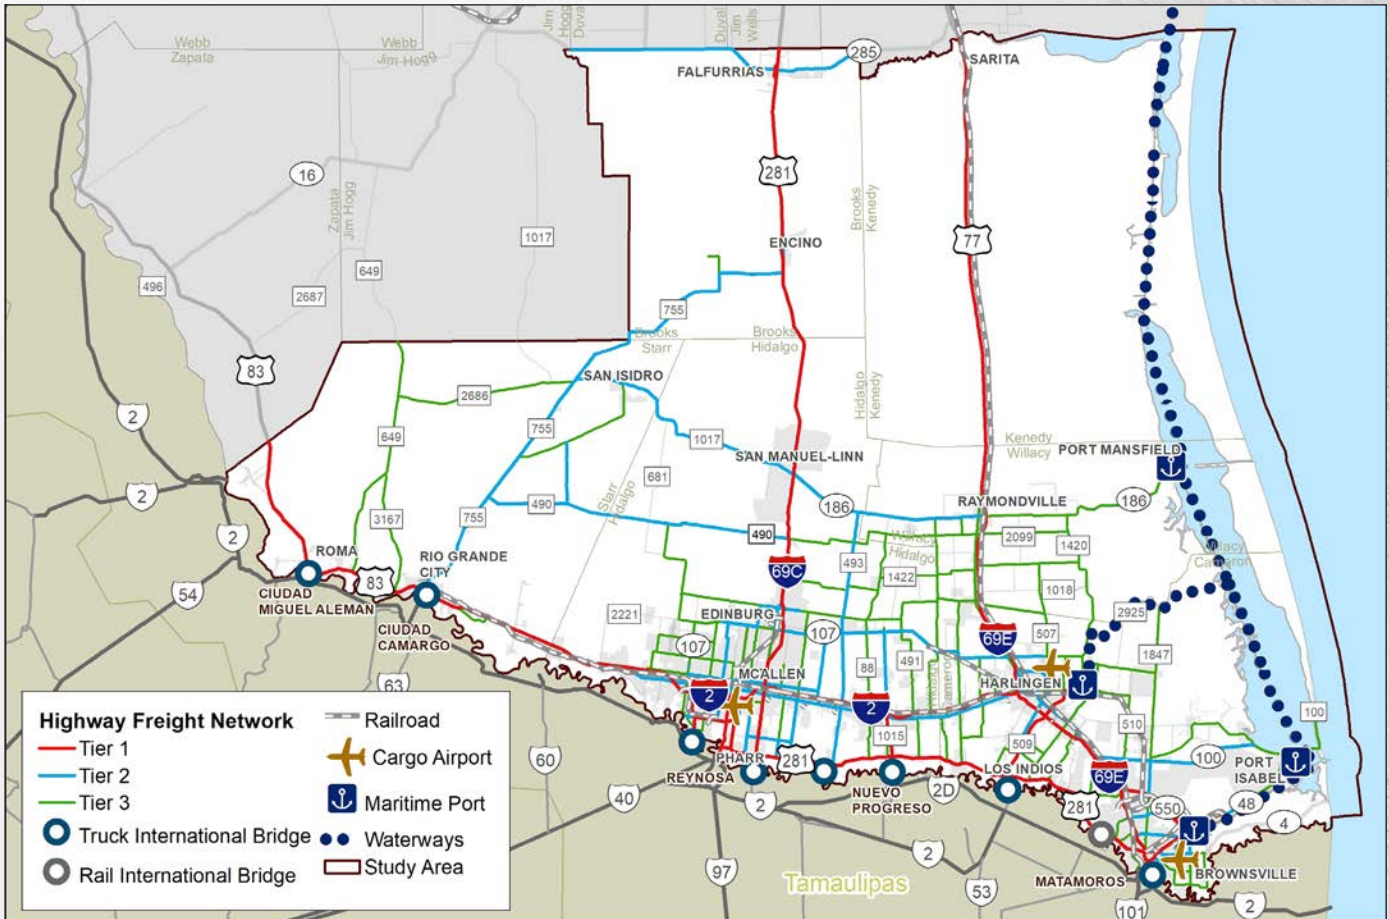 Webb
Zapata
Webb
Jim Hogg
Jim
Hogg
Duval
Duval
Jim
Wells
FALFURRIAS
285
SARITA
16
Zapata
Jim Hogg
281
Brooks
Kenedy
1017
ENCINO
77
649
496
2687
755
Brooks
Starr
Brooks
Hidalgo
83
SAN ISIDRO
2686
Hidalgo
Kenedy
2
649
755
1017
Kenedy
Willacy
PORT MANSFIELD
SAN MANUEL-LINN
681
Starr
Hidalgo
2
490
186
RAYMONDVILLE
186
3167
755
490
Willacy
Hidalgo
2099
1420
2
ROMA
RIO GRANDE
CITY
69C
493
1422
Willacy
Cameron
83
54
CIUDAD
MIGUEL ALEMAN
1018
2221
EDINBURG
2925
CIUDAD
CAMARGO
107
107
69E
507
88
491
1847
MCALLEN
Hidalgo
Cameron
HARLINGEN
63
2
2
510
100
1015
509
PHARR
281
60
REYNOSA
LOS INDIOS
69E
100
PORT
ISABEL
NUEVO
PROGRESO
2D
40
2
281
550
48
4
2
97
Tamaulipas
53
MATAMOROS
BROWNSVILLE
101
2
Highway Freight Network
Tier 1
Tier 2
Tier 3
Truck International Bridge
Rail International Bridge
Railroad
Cargo Airport
Maritime Port
Waterways
Study Area